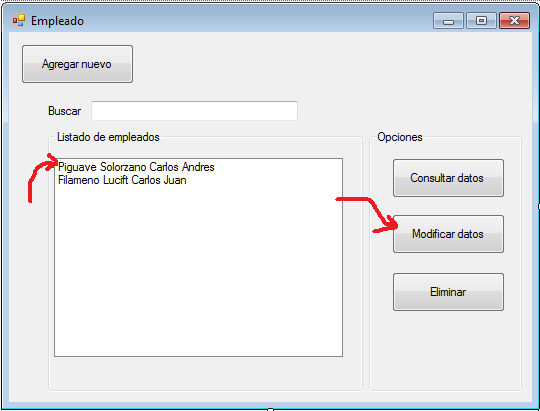 Empleado
Agregar nuevo
Buscar
Listado de empleados
Piguave Solorzano Carlos Andres
Filameno Lucift Carlos Juan
Opciones
Consultar datos
Modificar datos
Eliminar